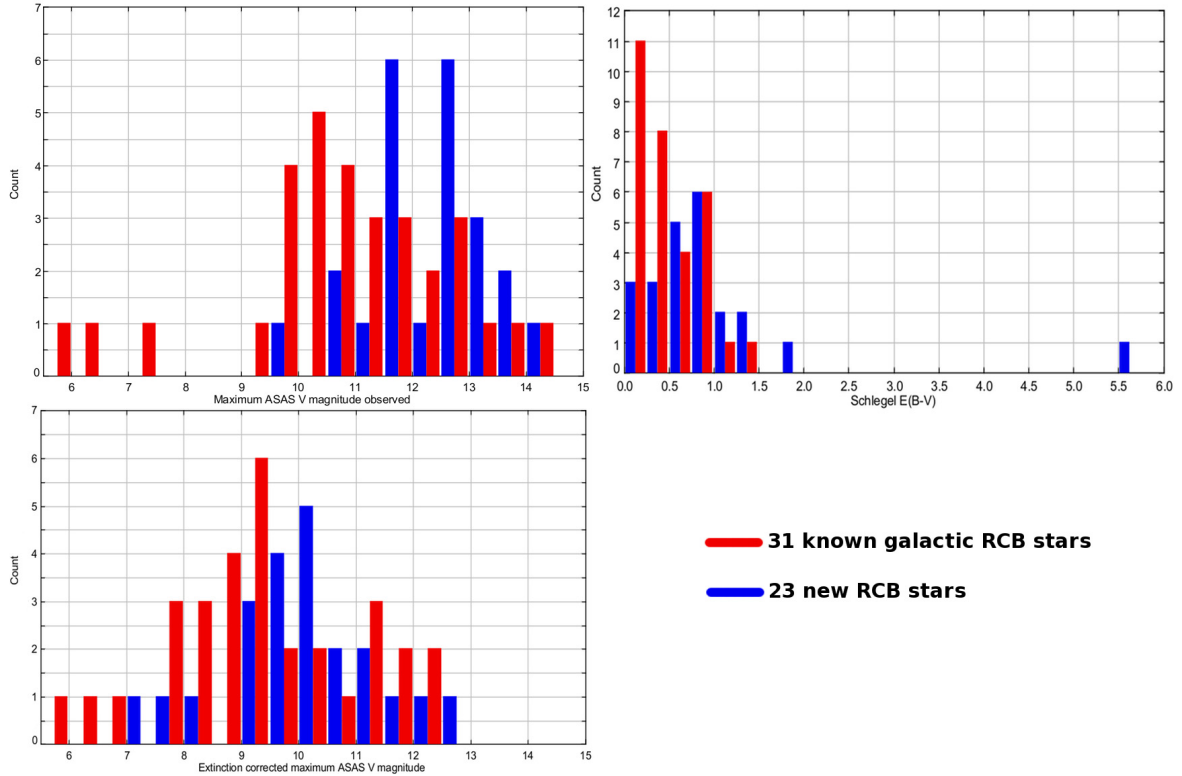 7
6
5
4
3
2
1
0
Count
6 7 8 9 10 11 12 13 14 15
Maximum ASAS V magnitude observed
12
11
10
9
8
7
6
5
4
3
2
1
0
Count
0.0 0.5 1.0 1.5 2.0 2.5 3.0 3.5 4.0 4.5 5.0 5.5 6.0
Schlegel E(B-V)
7
6
5
4
3
2
1
0
Count
6 7 8 9 10 11 12 13 14 15
Extinction corrected maximum ASAS V magnitude
31 known galactic RCB stars
23 new RCB stars